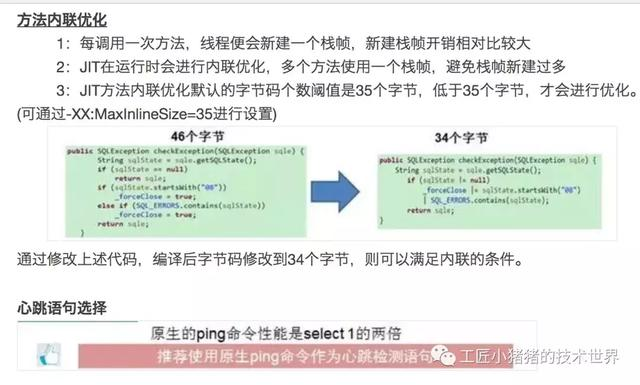 方法内联优化
1：每调用一次方法，线程便会新建一个栈帧，新建栈帧开销相对比较大
2：JIT在运行时会进行内联优化，多个方法使用一个栈帧，避免栈帧新建过多
3：JIT方法内联优化默认的字节码个数阈值是35个字节，低于35个字节，才会进行优化。
(可通过-XX:MaxInlineSize=35进行设置)
46个字节
public SQLException checkException(SQLException sqle) {
String sqlState = sqle.getSQLState();
if (sqlState == null)
return sqle;
if (sqlState.startsWith("08"))
_forceClose = true;
else if (SQL_ERRORS.contains(sqlState))
_forceClose = true;
return sqle;
}
34个字节
public SQLException checkException(SQLException sqle) {
String sqlState = sqle.getSQLState();
if (sqlState != null)
_forceClose |= sqlState.startsWith("08")
| SQL_ERRORS.contains(sqlState);
return sqle;
}
通过修改上述代码，编译后字节码修改到34个字节，则可以满足内联的条件。
心跳语句选择
原生的ping命令性能是select 1的两倍
推荐使用原生ping命令作为心跳检测语句
工匠小猪猪的技术世界